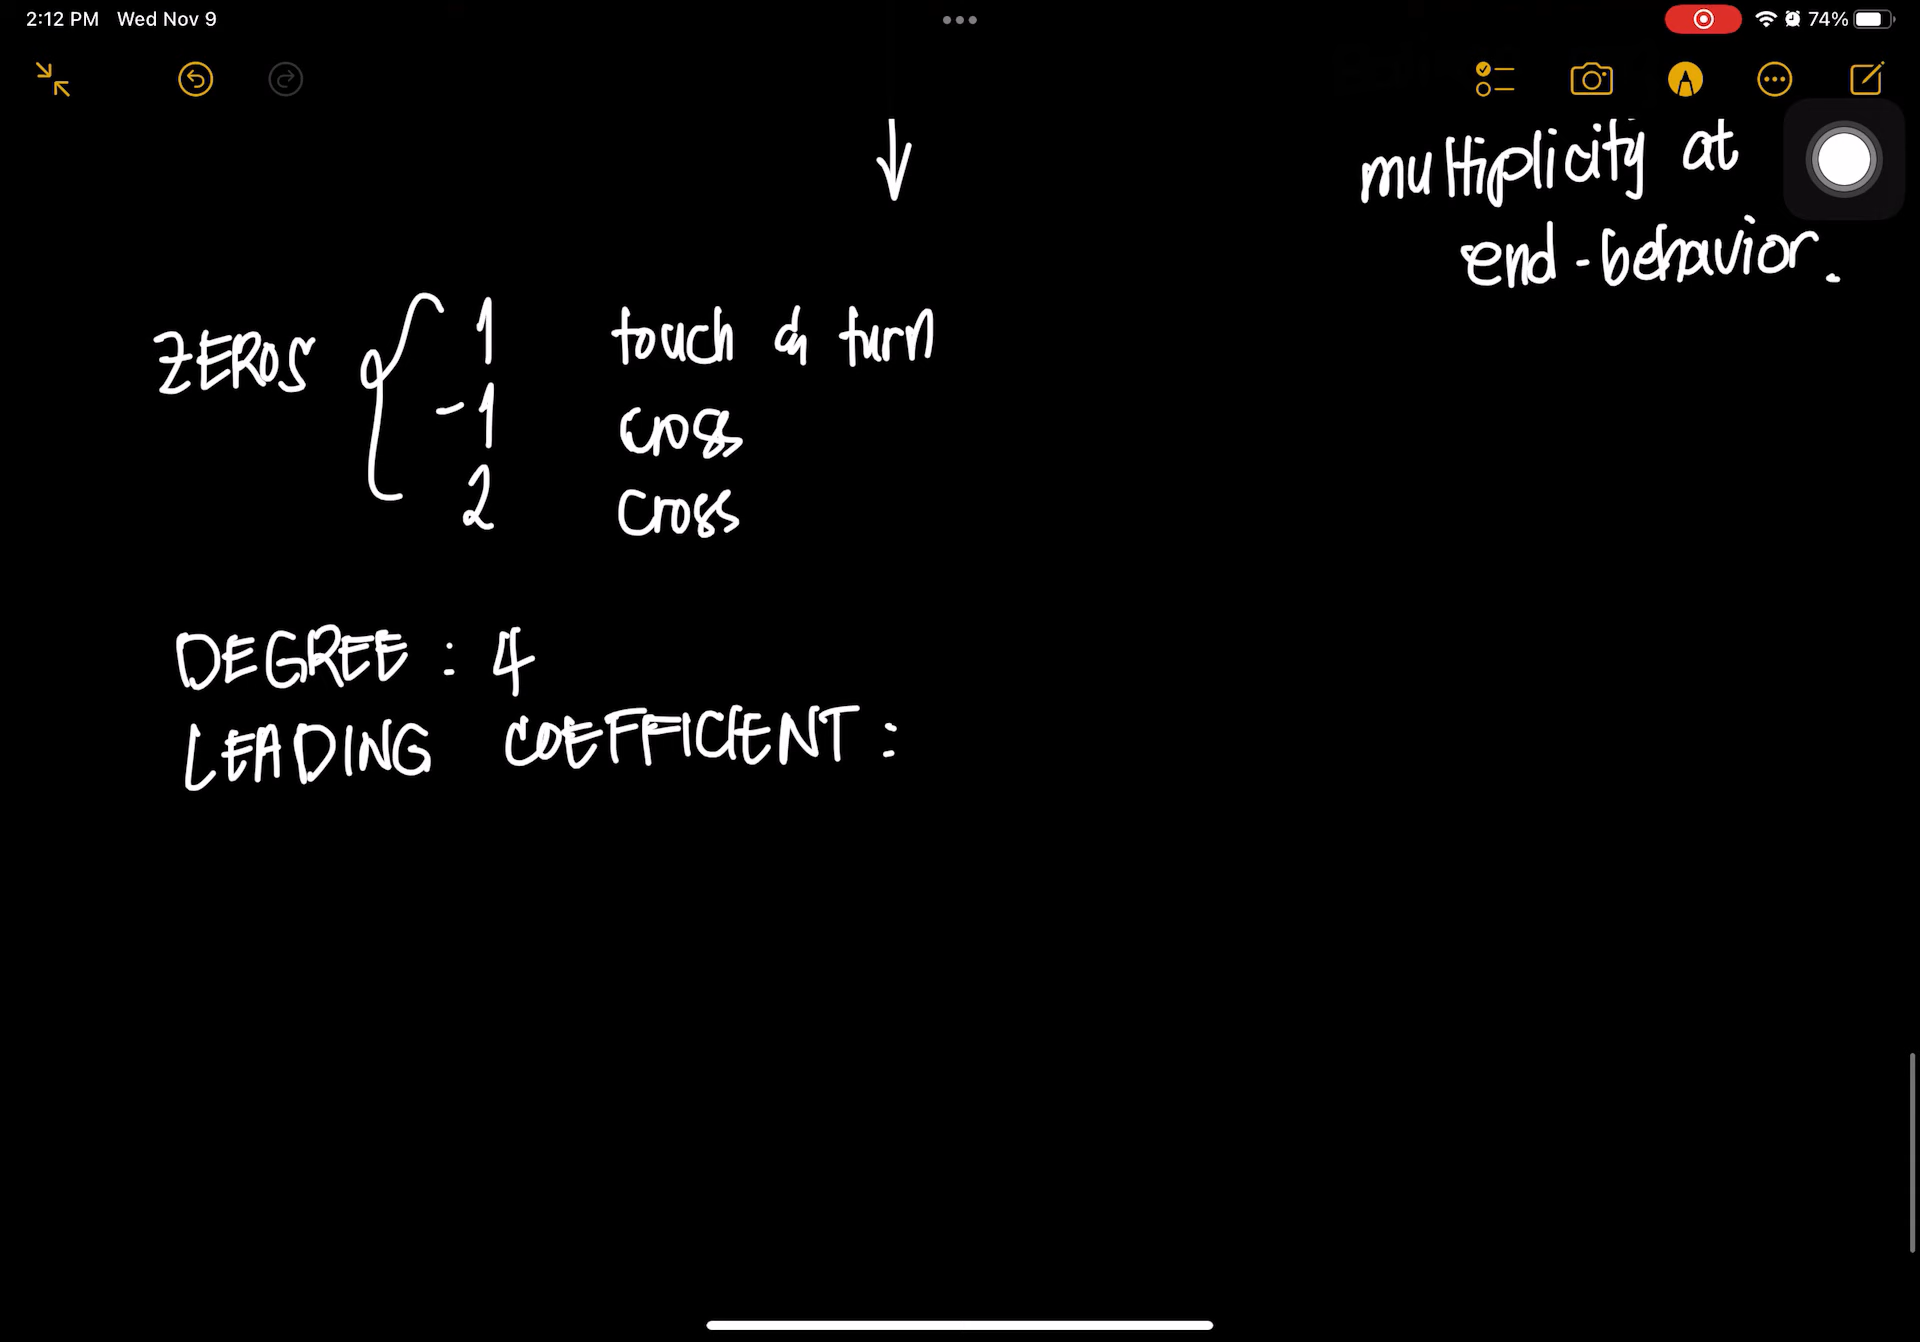 2:12 PM Wed Nov 9
74%
multiplicity at
end-behavior.
ZEROS 1 touch & turn
-1 cross
2 cross
DEGREE : 4
LEADING COEFFICIENT :